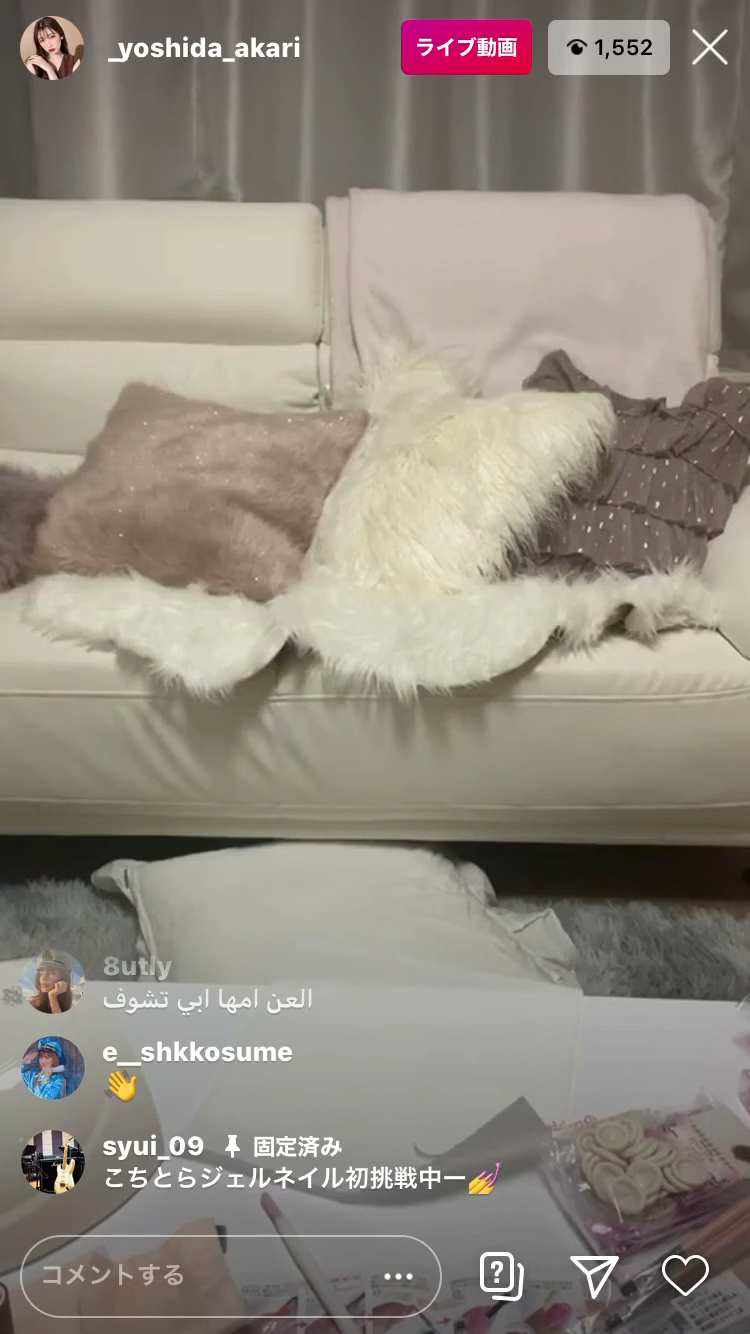 _yoshida_akari
ライブ動画
1,552
8utly
العن امها ابي تشوف
e__shkkosume
👋
syui_09 固定済み
こちとらジェルネイル初挑戦中ー💅
コメントする